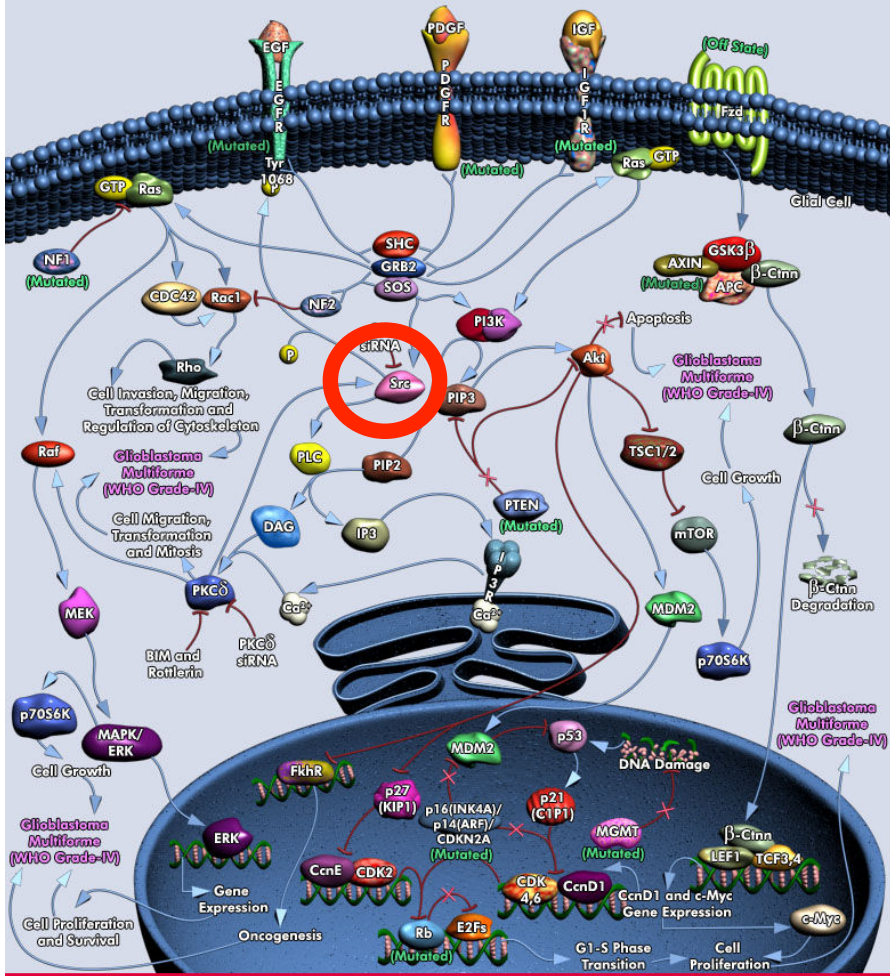 EGF
EGFR
(Mutated)
Tyr
1068
P
PDGF
PDGFR
(Mutated)
IGF
IGF1R
(Mutated)
(Off State)
Fzd
Glial Cell
GTP
Ras
Ras
GTP
NF1
(Mutated)
SHC
GRB2
SOS
NF2
CDC42
Rac1
Rho
P
siRNA
Src
PI3K
PIP3
Akt
Apoptosis
Glioblastoma
Multiforme
(WHO Grade-IV)
AXIN
(Mutated)
GSK3β
APC
β-Ctnn
β-Ctnn
Cell Invasion, Migration,
Transformation and
Regulation of Cytoskeleton
Raf
Glioblastoma
Multiforme
(WHO Grade-IV)
Cell Migration,
Transformation
and Mitosis
PLC
PIP2
DAG
IP3
PTEN
(Mutated)
TSC1/2
mTOR
Cell Growth
β-Ctnn
Degradation
MEK
PKCδ
Ca²⁺
IP3R
Ca²⁺
BIM and
Rottlerin
PKCδ
siRNA
MDM2
p70S6K
p70S6K
MAPK/
ERK
Cell Growth
Glioblastoma
Multiforme
(WHO Grade-IV)
Glioblastoma
Multiforme
(WHO Grade-IV)
FkhR
MDM2
p53
DNA Damage
p27
(KIP1)
p16(INK4A)/
p14(ARF)/
CDKN2A
(Mutated)
p21
(C1P1)
MGMT
(Mutated)
ERK
Gene
Expression
CcnE
CDK2
CDK
4,6
CcnD1
β-Ctnn
LEF1
TCF3,4
CcnD1 and c-Myc
Gene Expression
c-Myc
Cell Proliferation
and Survival
Oncogenesis
Rb
(Mutated)
E2Fs
G1-S Phase
Transition
Cell
Proliferation